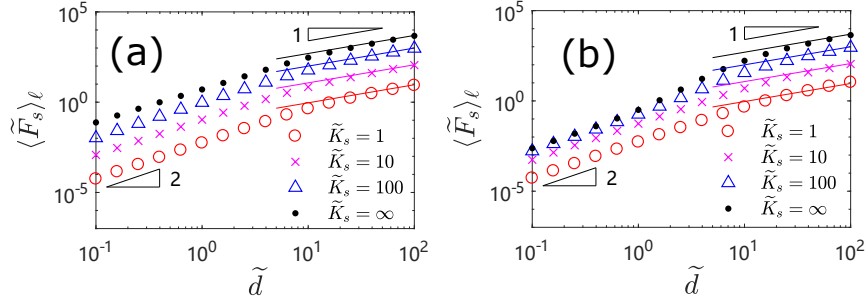 (a)
10^5
10^0
10^-5
⟨F̃_s⟩_ℓ
1
2
K̃_s = 1
K̃_s = 10
K̃_s = 100
K̃_s = ∞
10^-1
10^0
10^1
10^2
d̃
(b)
10^5
10^0
10^-5
⟨F̃_s⟩_ℓ
1
2
K̃_s = 1
K̃_s = 10
K̃_s = 100
K̃_s = ∞
10^-1
10^0
10^1
10^2
d̃